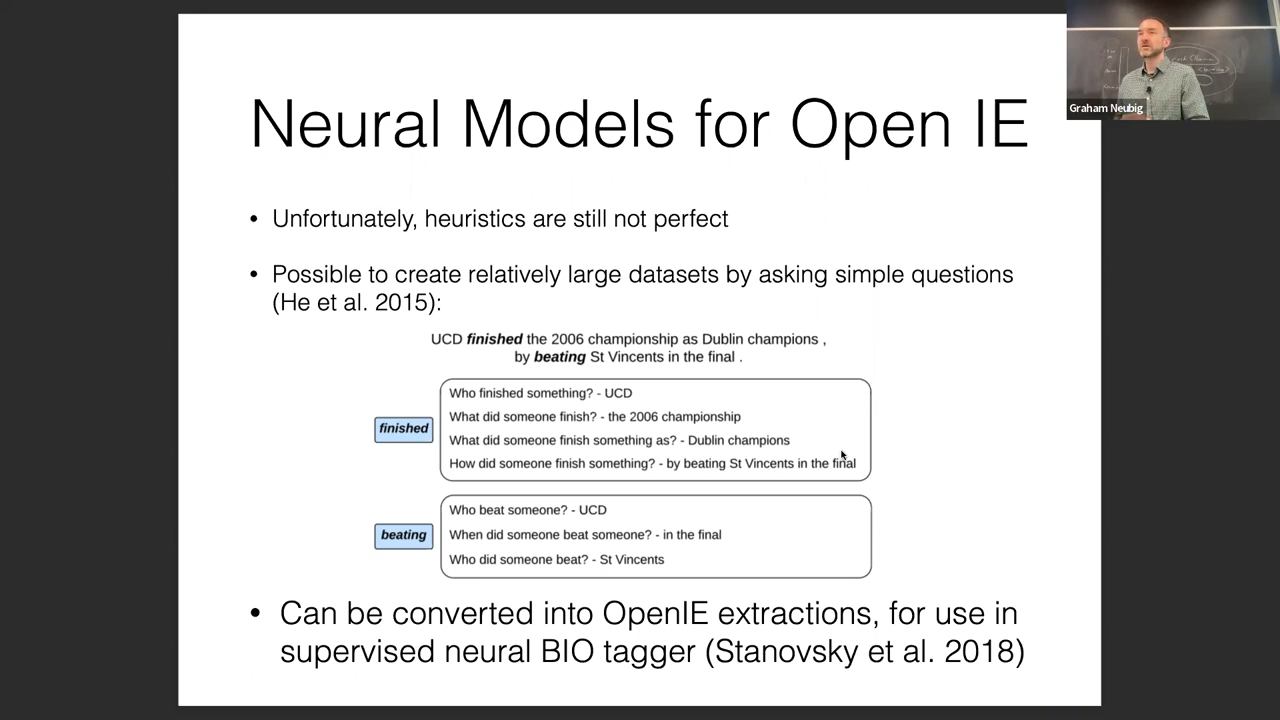 Neural Models for Open IE
Graham Neubig
• Unfortunately, heuristics are still not perfect
• Possible to create relatively large datasets by asking simple questions
(He et al. 2015):
UCD finished the 2006 championship as Dublin champions ,
by beating St Vincents in the final .
finished
Who finished something? - UCD
What did someone finish? - the 2006 championship
What did someone finish something as? - Dublin champions
How did someone finish something? - by beating St Vincents in the final
beating
Who beat someone? - UCD
When did someone beat someone? - in the final
Who did someone beat? - St Vincents
• Can be converted into OpenIE extractions, for use in
supervised neural BIO tagger (Stanovsky et al. 2018)